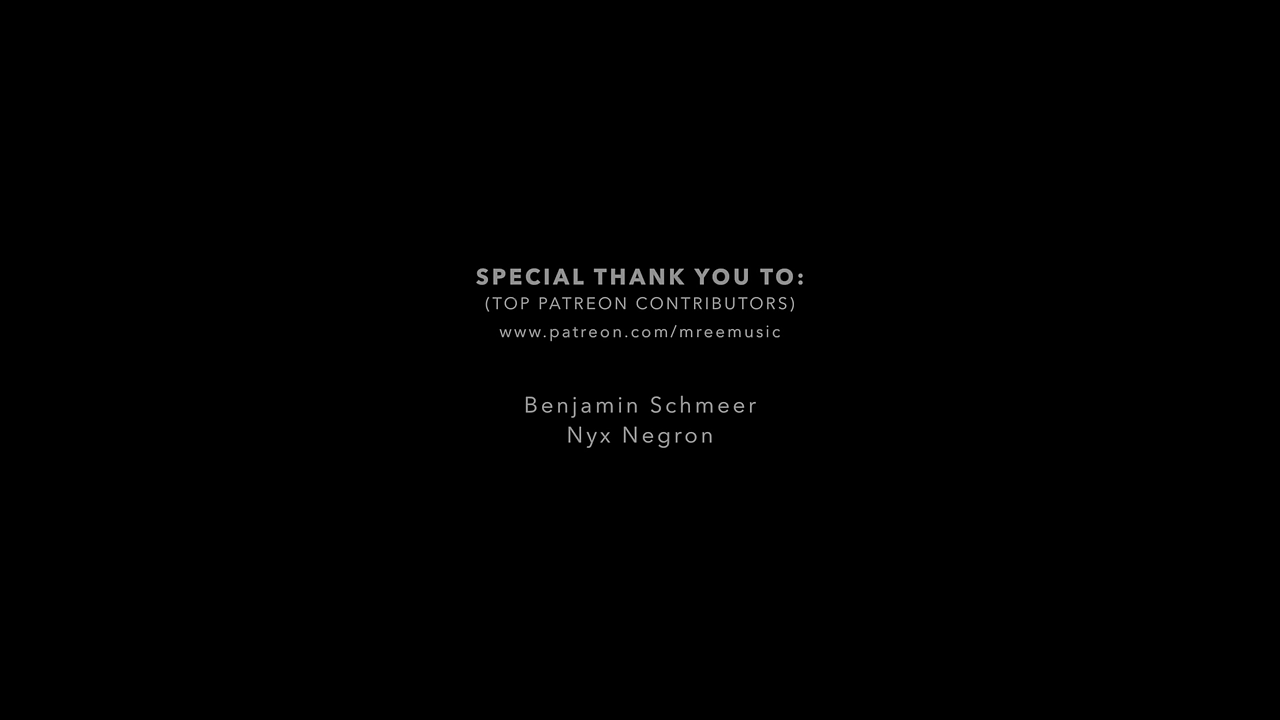 SPECIAL THANK YOU TO:
(TOP PATREON CONTRIBUTORS)
www.patreon.com/mreemusic
Benjamin Schmeer
Nyx Negron